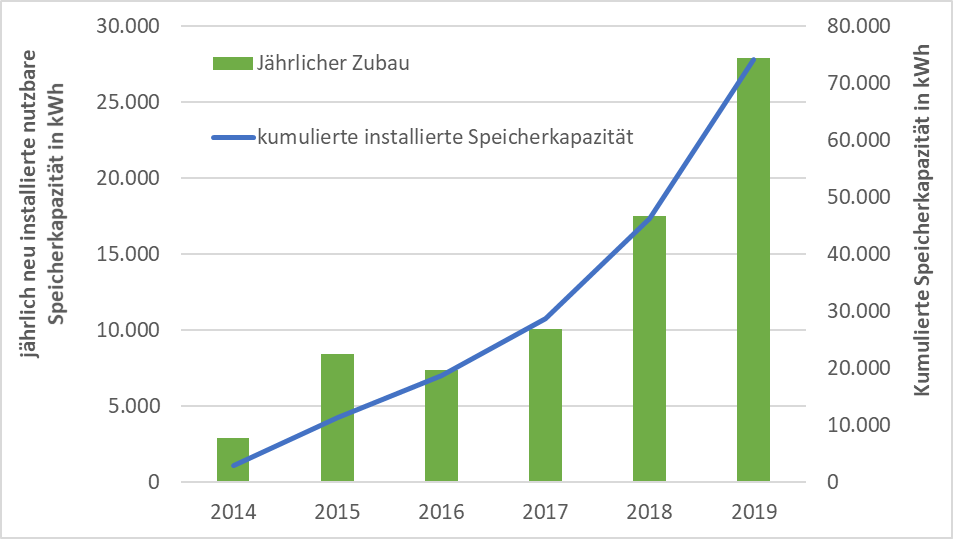 30.000
25.000
20.000
15.000
10.000
5.000
0
jährlich neu installierte nutzbare
Speicherkapazität in kWh
Jährlicher Zubau
kumulierte installierte Speicherkapazität
80.000
70.000
60.000
50.000
40.000
30.000
20.000
10.000
0
Kumulierte Speicherkapazität in kWh
2014 2015 2016 2017 2018 2019